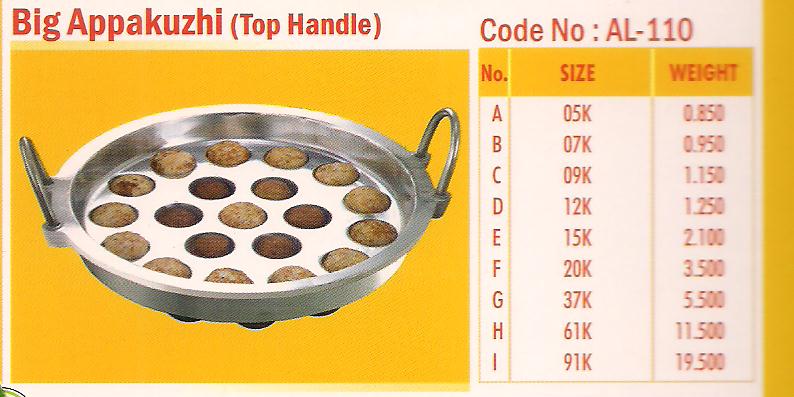 Big Appakuzhi (Top Handle)
Code No : AL-110
No. SIZE WEIGHT
A 05K 0.850
B 07K 0.950
C 09K 1.150
D 12K 1.250
E 15K 2.100
F 20K 3.500
G 37K 5.500
H 61K 11.500
I 91K 19.500